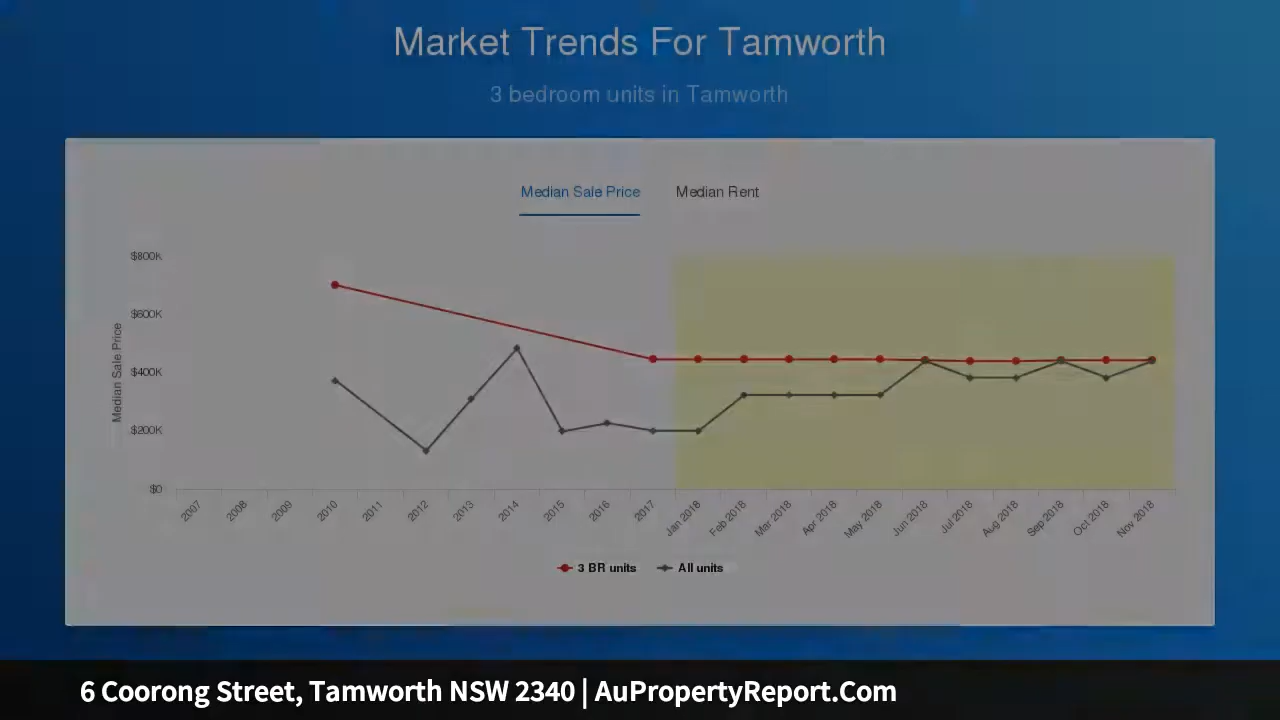 Market Trends For Tamworth
3 bedroom units in Tamworth
Median Sale Price Median Rent
$800K
$600K
$400K
$200K
$0
Median Sale Price
2007 2008 2009 2010 2011 2012 2013 2014 2015 2016 2017 Jan 2018 Feb 2018 Mar 2018 Apr 2018 May 2018 Jun 2018 Jul 2018 Aug 2018 Sep 2018 Oct 2018 Nov 2018
3 BR units All units
6 Coorong Street, Tamworth NSW 2340 | AuPropertyReport.Com